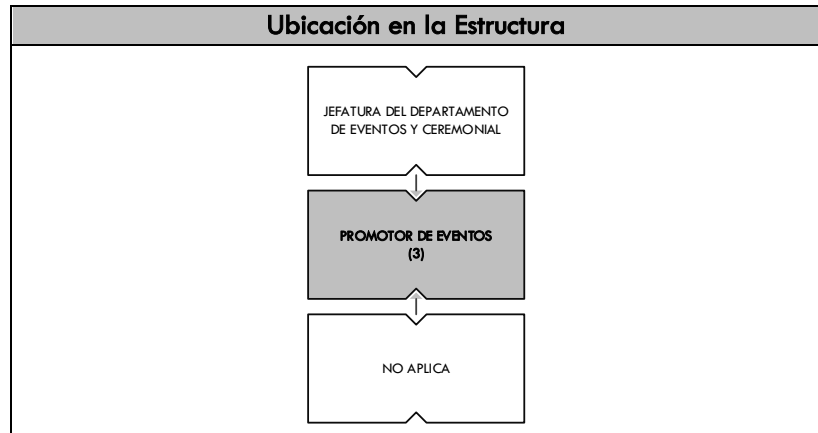 Ubicación en la Estructura
JEFATURA DEL DEPARTAMENTO
DE EVENTOS Y CEREMONIAL
PROMOTOR DE EVENTOS
(3)
NO APLICA